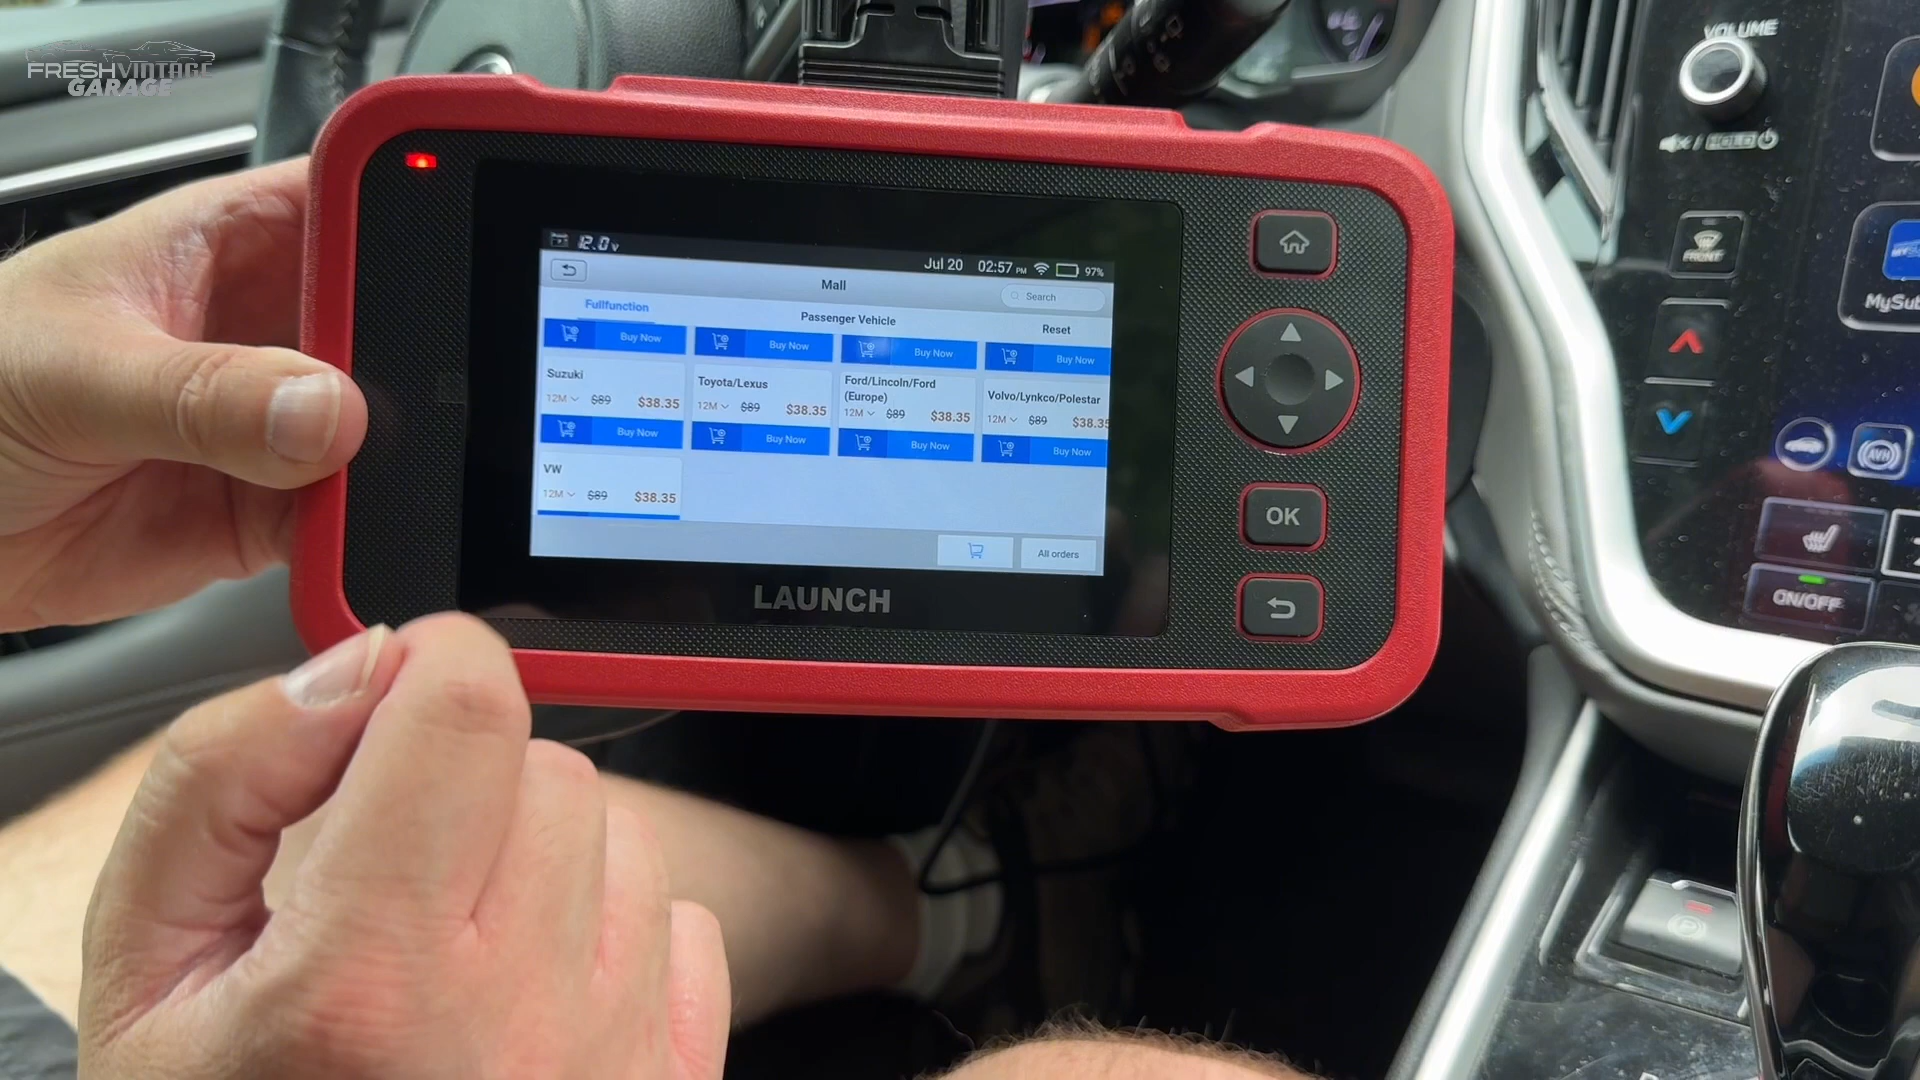 FRESHVINTAGE
GARAGE
12.0v
Jul 20 02:57 PM 97%
Mall
Search
Fullfunction
Passenger Vehicle
Reset
Buy Now
Buy Now
Buy Now
Buy Now
Suzuki
12M $89 $38.35
Buy Now
Toyota/Lexus
12M $89 $38.35
Buy Now
Ford/Lincoln/Ford
(Europe)
12M $89 $38.35
Buy Now
Volvo/Lynkco/Polestar
12M $89 $38.35
Buy Now
VW
12M $89 $38.35
All orders
LAUNCH
OK
VOLUME
/ HOLD
FRONT
MySub
AVH
ON/OFF